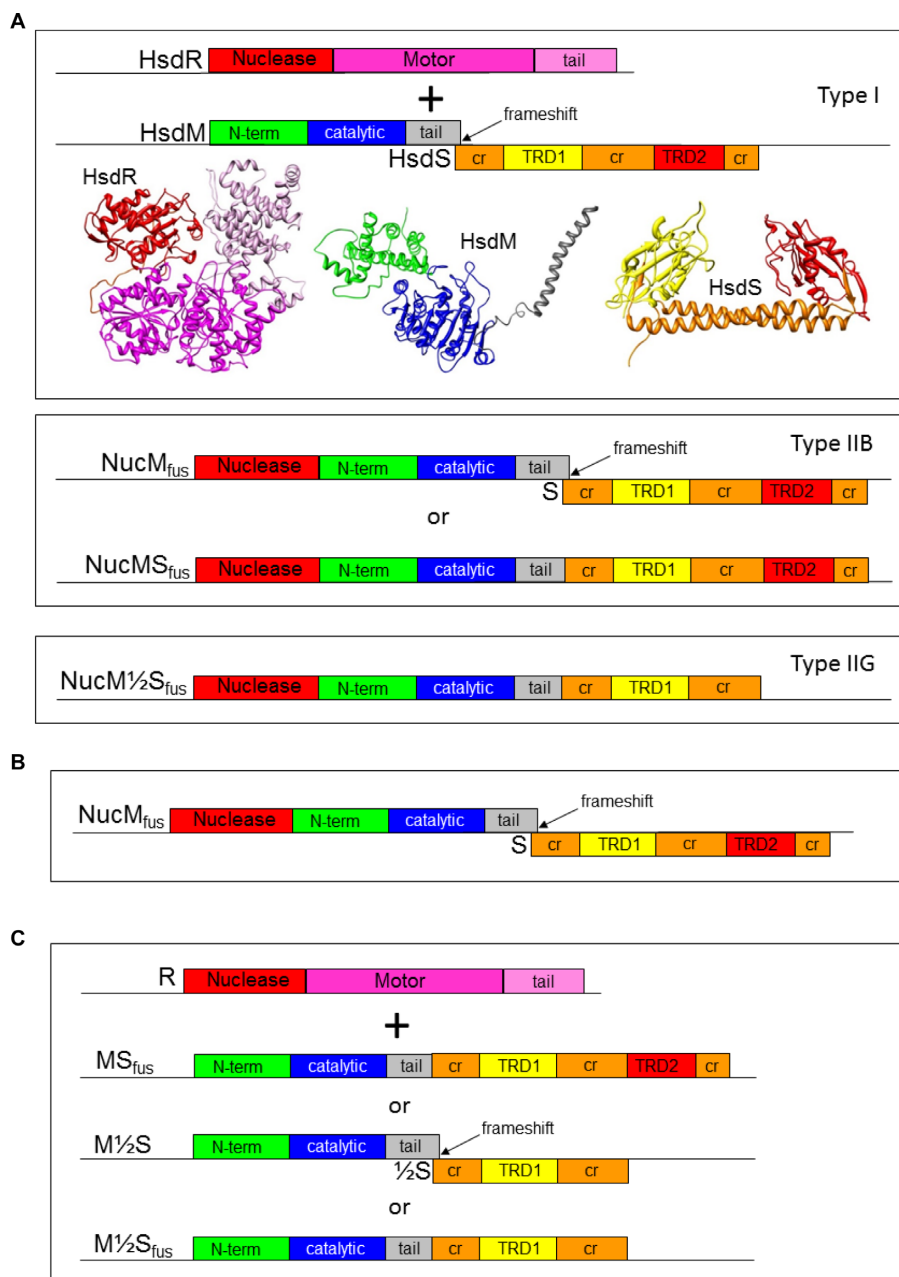 A
HsdR Nuclease Motor tail
Type I
+
frameshift
HsdM N-term catalytic tail
HsdS cr TRD1 cr TRD2 cr
HsdR
HsdM
HsdS
Type IIB
frameshift
NucMfus Nuclease N-term catalytic tail
S cr TRD1 cr TRD2 cr
or
NucMSfus Nuclease N-term catalytic tail cr TRD1 cr TRD2 cr
Type IIG
NucM½Sfus Nuclease N-term catalytic tail cr TRD1 cr
B
frameshift
NucMfus Nuclease N-term catalytic tail
S cr TRD1 cr TRD2 cr
C
R Nuclease Motor tail
+
MSfus N-term catalytic tail cr TRD1 cr TRD2 cr
or
frameshift
M½S N-term catalytic tail
½S cr TRD1 cr
or
M½Sfus N-term catalytic tail cr TRD1 cr